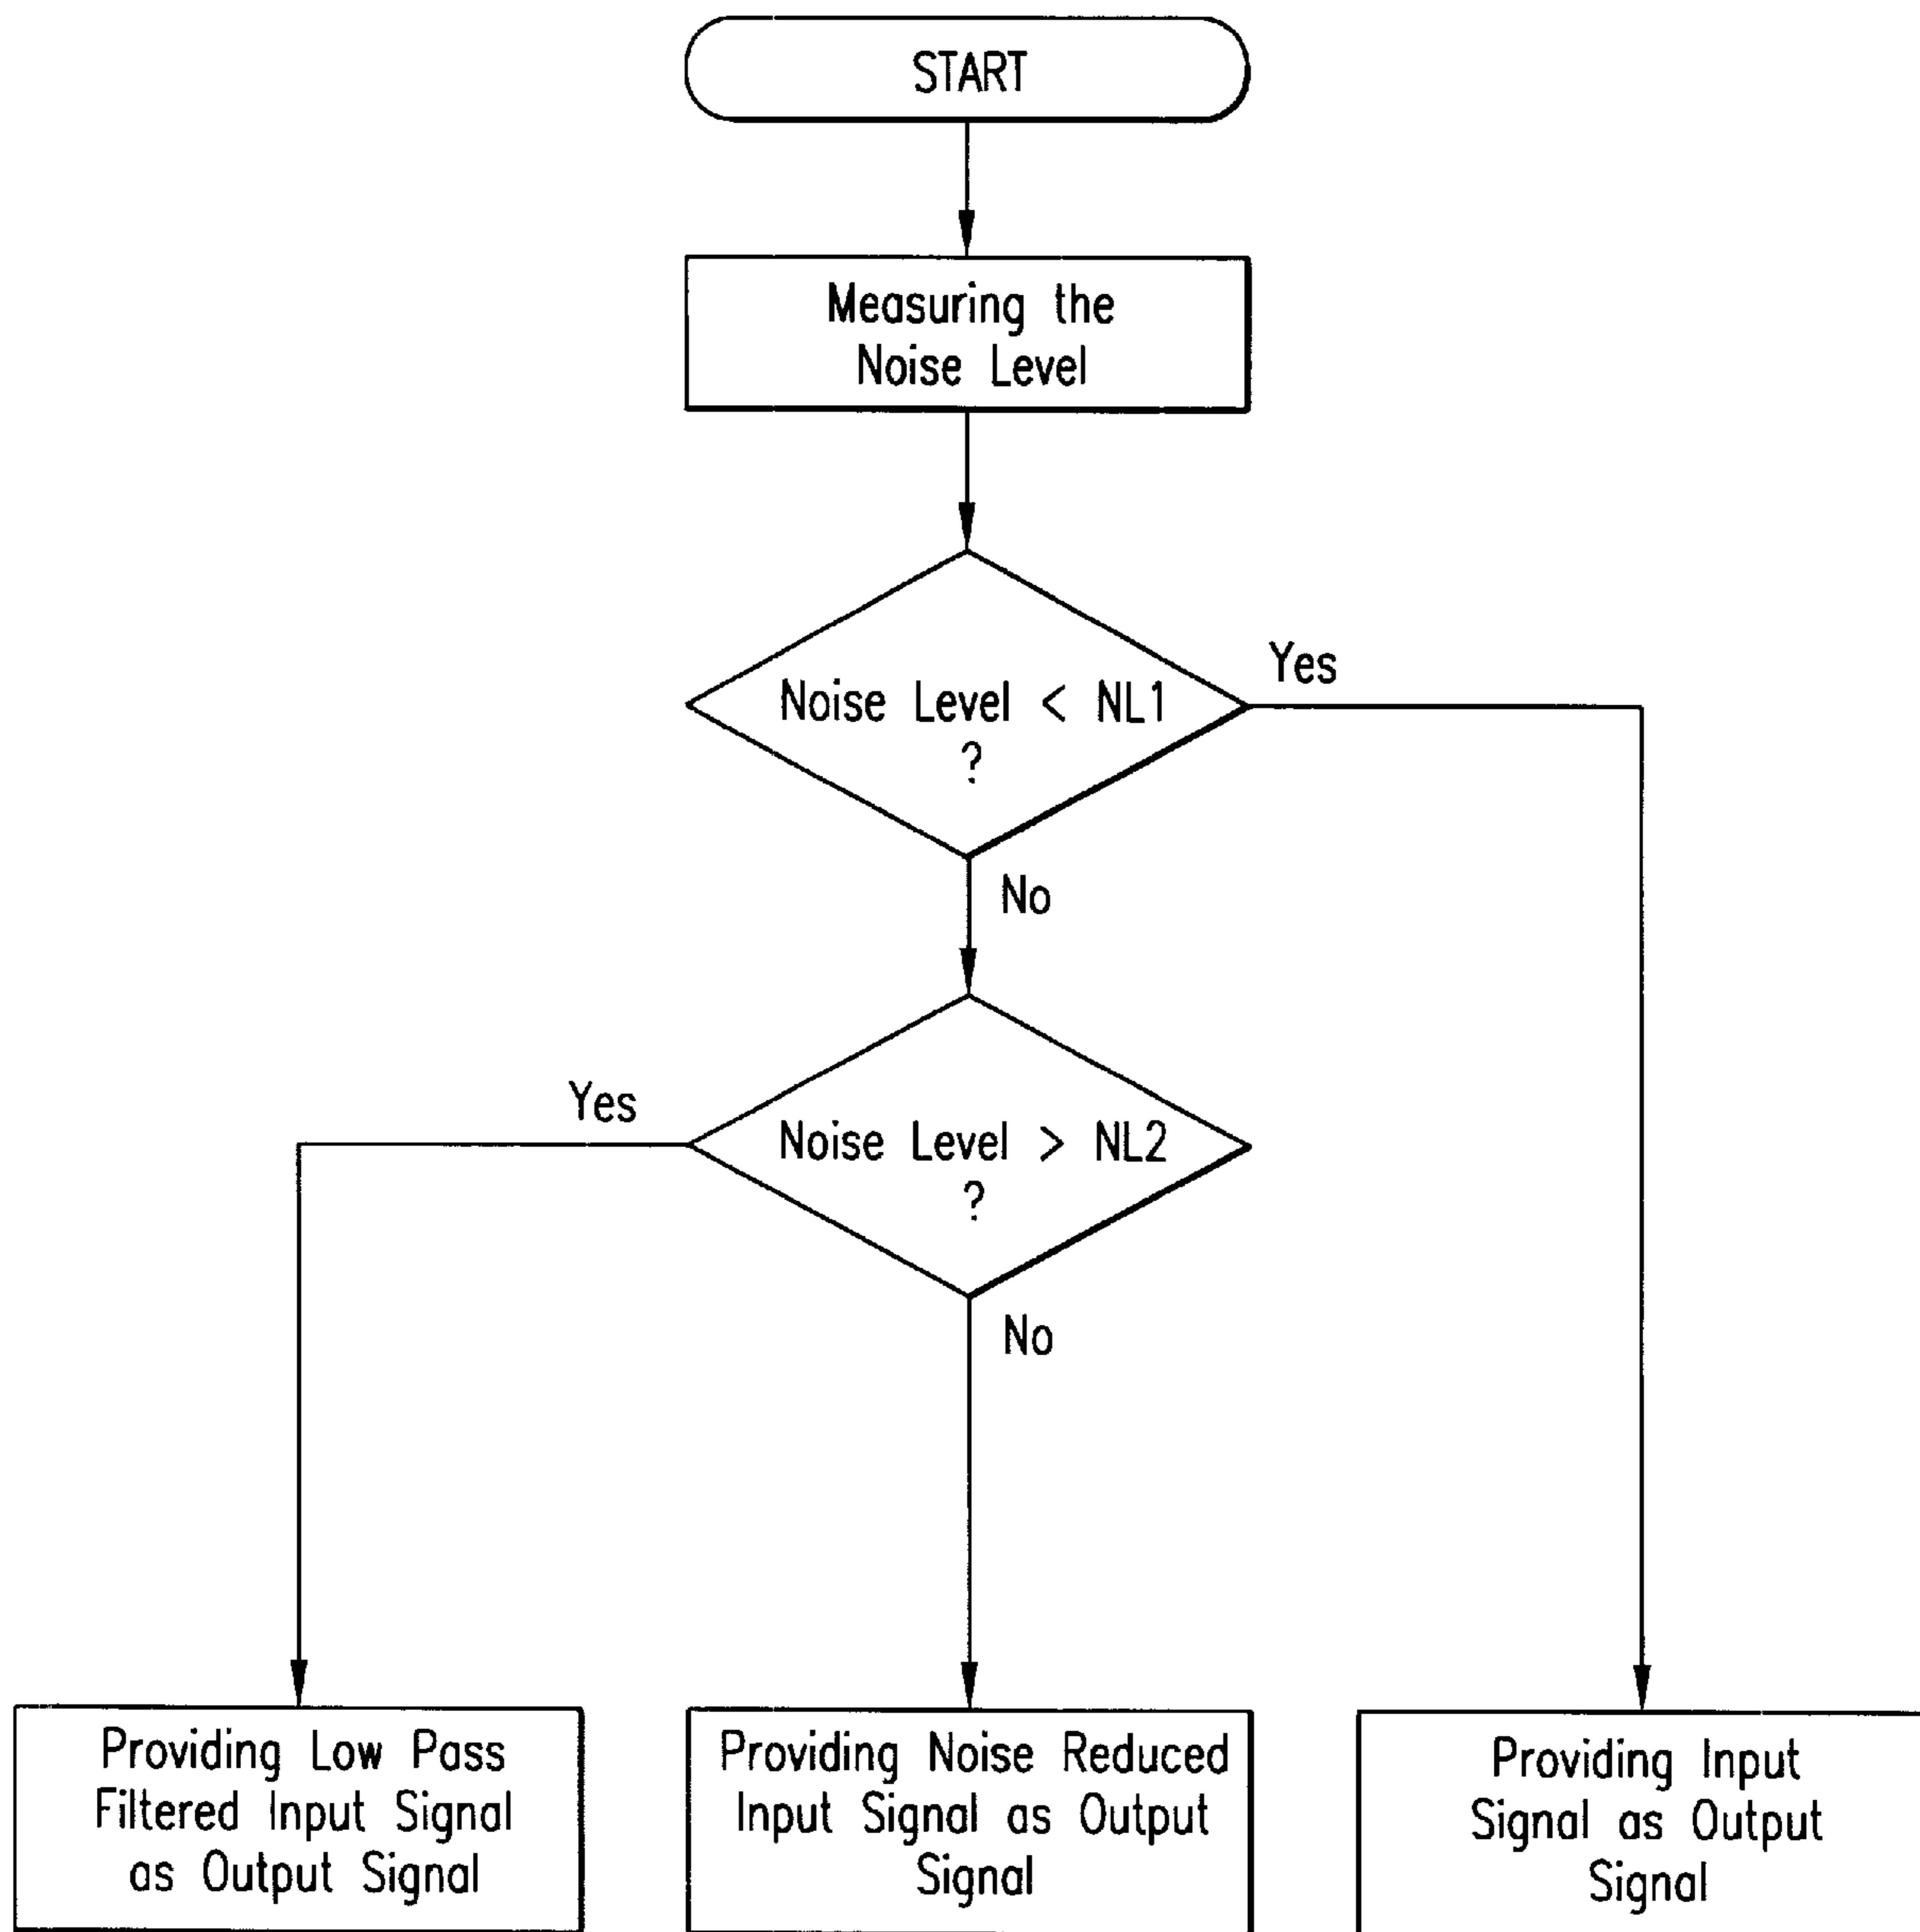 START
Measuring the
Noise Level
Noise Level < NL1
?
Yes
No
Noise Level > NL2
?
Yes
No
Providing Low Pass
Filtered Input Signal
as Output Signal
Providing Noise Reduced
Input Signal as Output
Signal
Providing Input
Signal as Output
Signal